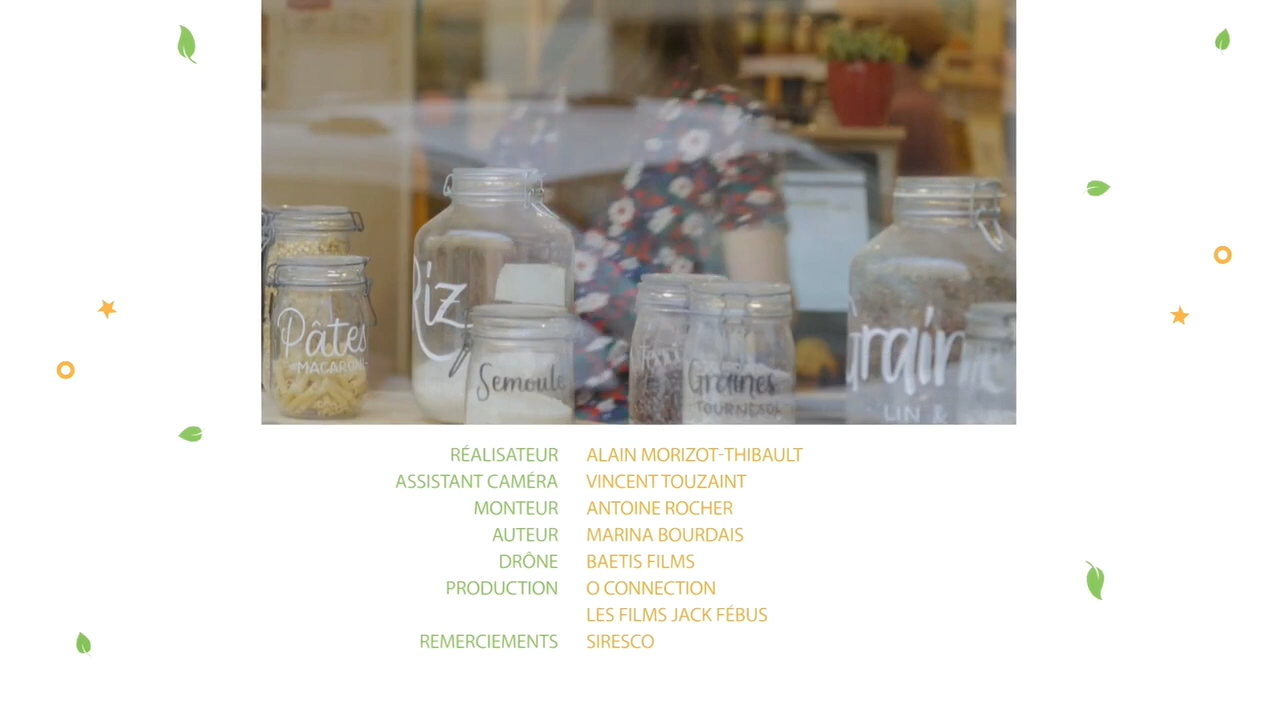 Riz
Pâtes
MACARONI
Semoule
Graines
TOURNESOL
LIN &
RÉALISATEUR ALAIN MORIZOT-THIBAULT
ASSISTANT CAMÉRA VINCENT TOUZAINT
MONTEUR ANTOINE ROCHER
AUTEUR MARINA BOURDAIS
DRÔNE BAETIS FILMS
PRODUCTION O CONNECTION
LES FILMS JACK FÉBUS
REMERCIEMENTS SIRESCO